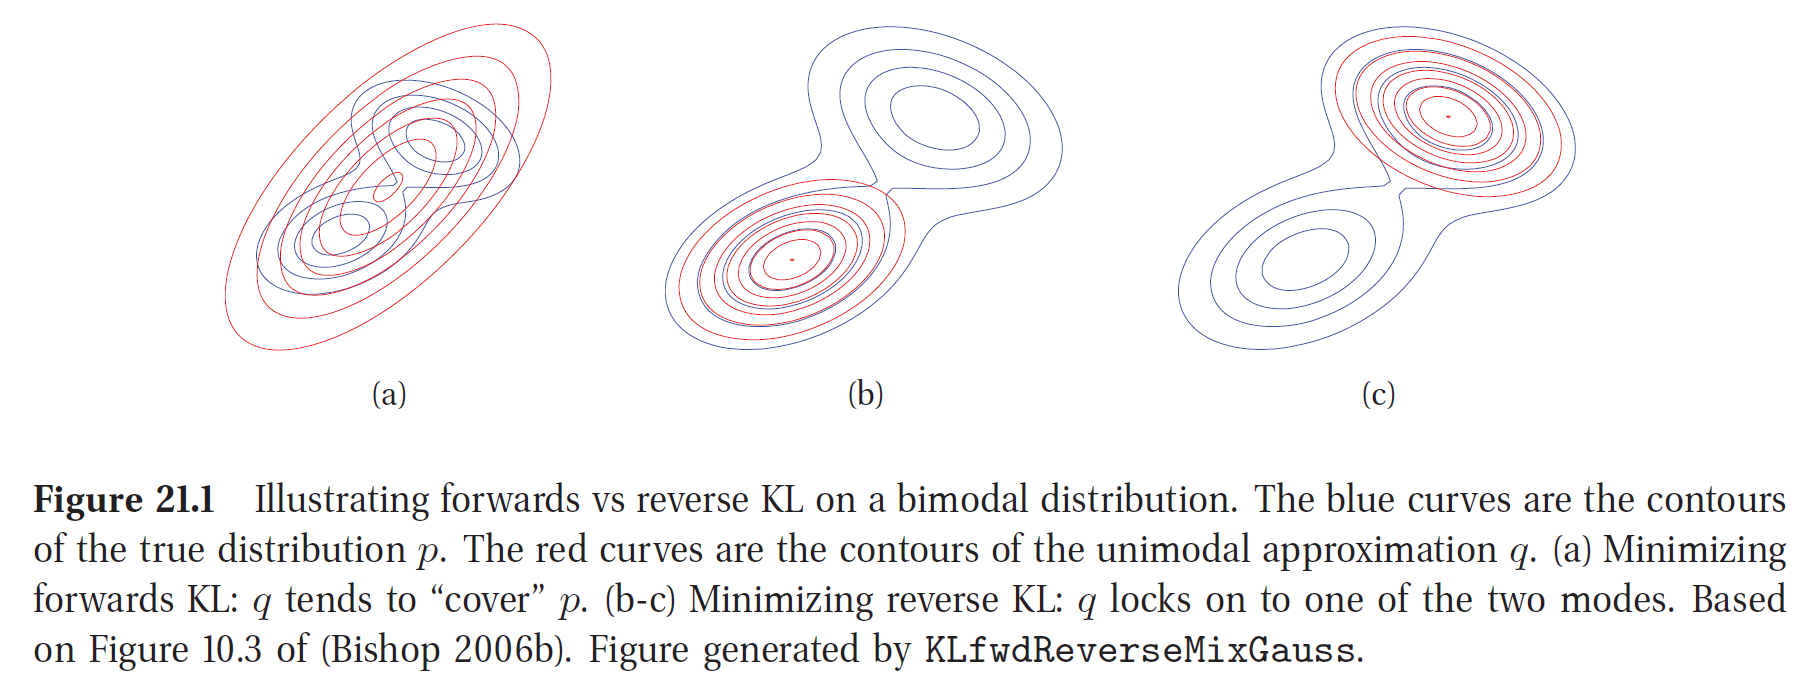 (a) (b) (c)
Figure 21.1 Illustrating forwards vs reverse KL on a bimodal distribution. The blue curves are the contours
of the true distribution p. The red curves are the contours of the unimodal approximation q. (a) Minimizing
forwards KL: q tends to “cover” p. (b-c) Minimizing reverse KL: q locks on to one of the two modes. Based
on Figure 10.3 of (Bishop 2006b). Figure generated by KLfwdReverseMixGauss.